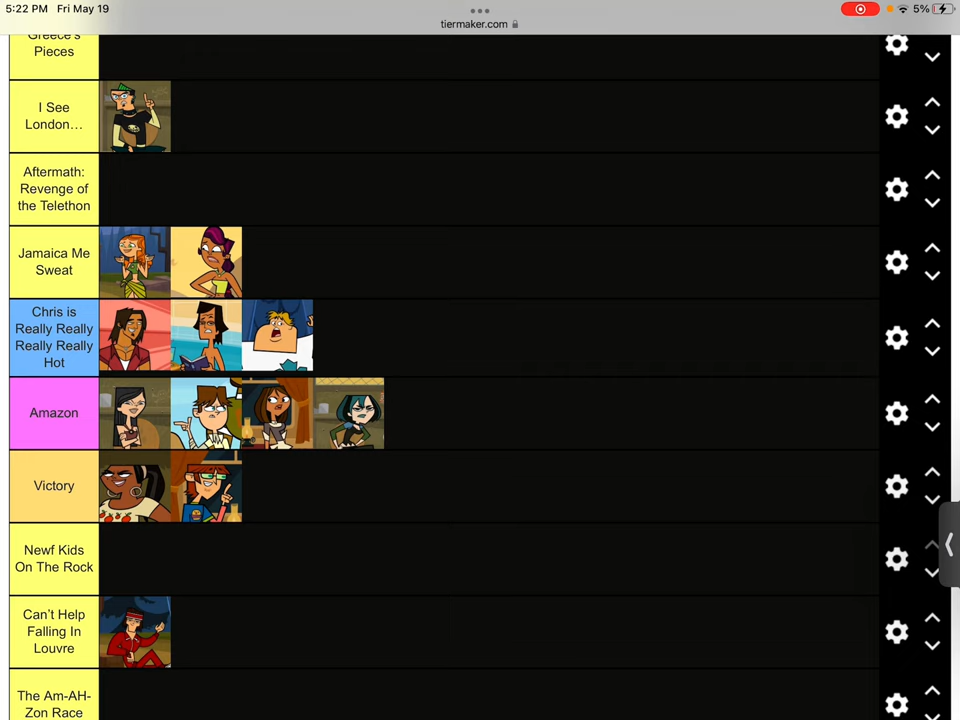 5:22 PM Fri May 19
5%
tiermaker.com
Greece's
Pieces
I See
London...
Aftermath:
Revenge of
the Telethon
Jamaica Me
Sweat
Chris is
Really Really
Really Really
Hot
Amazon
Victory
Newf Kids
On The Rock
Can't Help
Falling In
Louvre
The Am-AH-
Zon Race